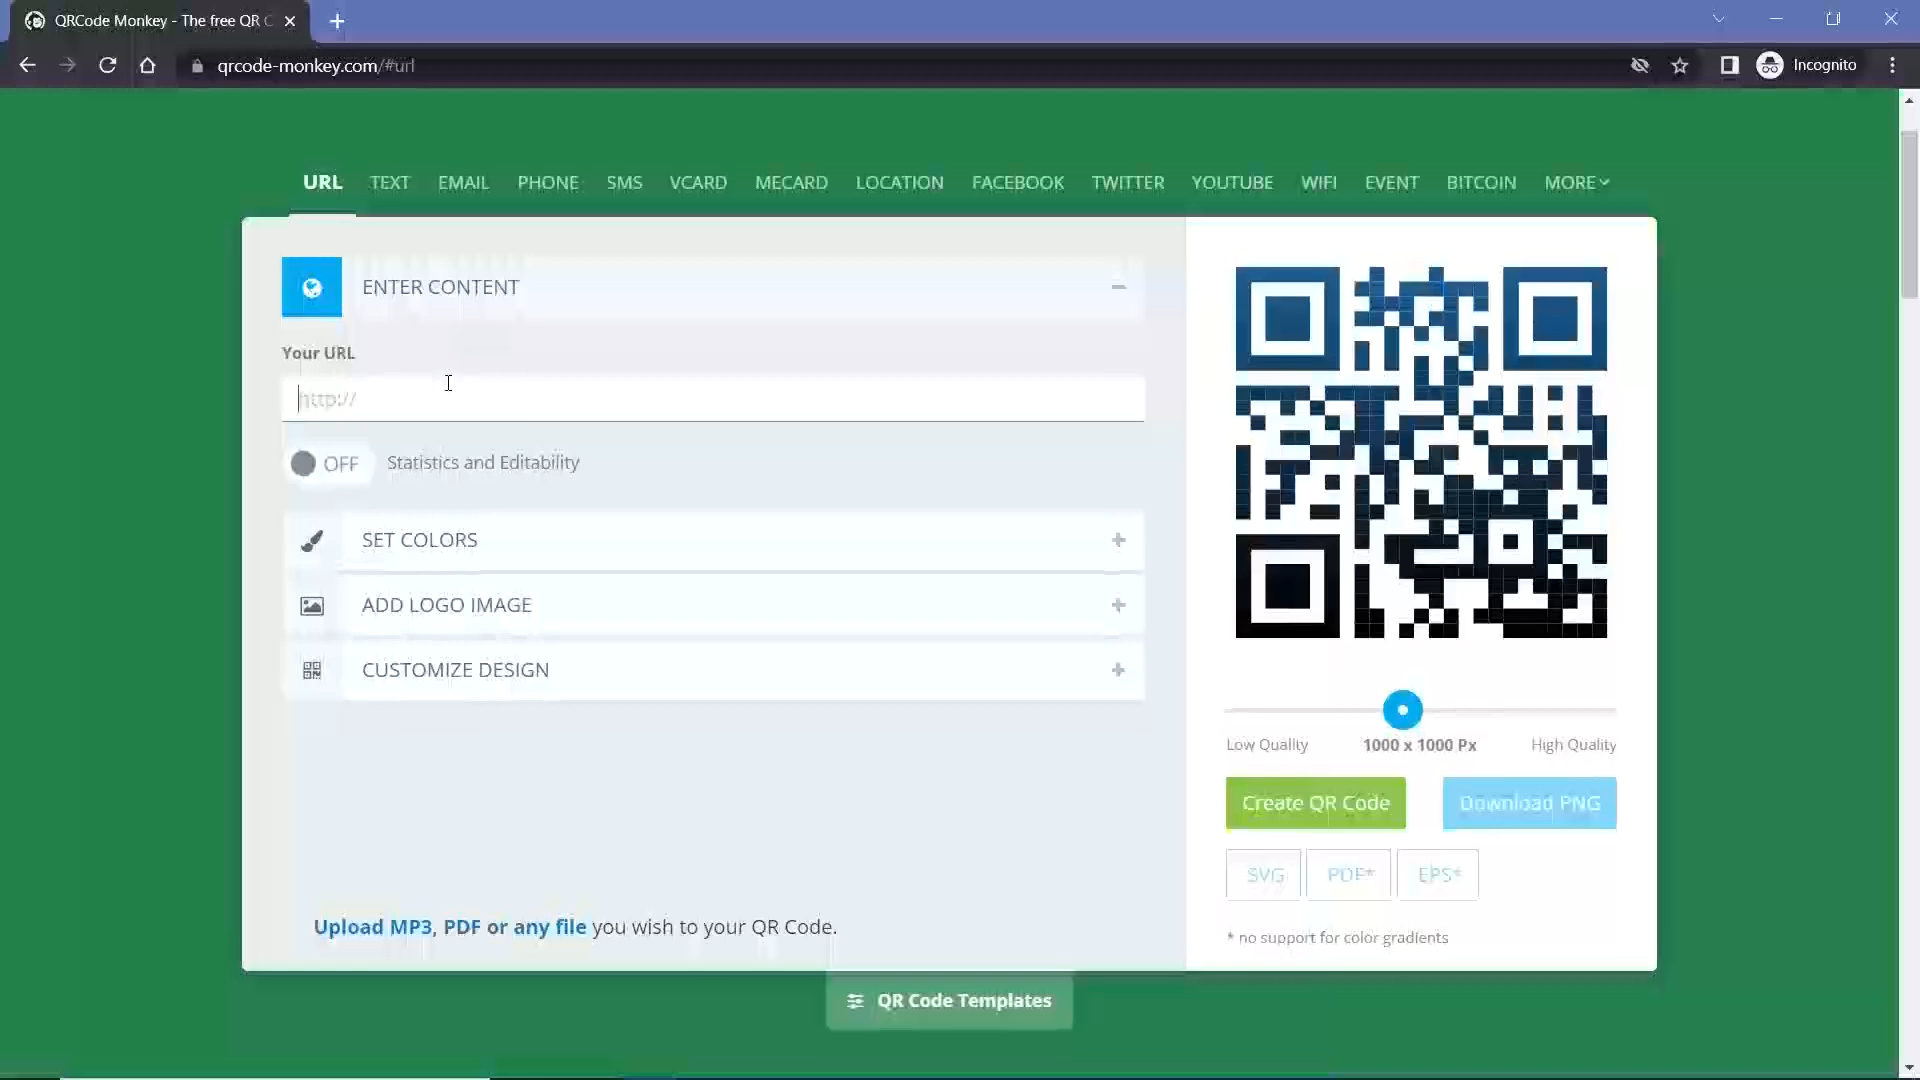 QRCode Monkey - The free QR C
qrcode-monkey.com/#url
Incognito
URL TEXT EMAIL PHONE SMS VCARD MECARD LOCATION FACEBOOK TWITTER YOUTUBE WIFI EVENT BITCOIN MORE
ENTER CONTENT
Your URL
http://
OFF Statistics and Editability
SET COLORS
ADD LOGO IMAGE
CUSTOMIZE DESIGN
Upload MP3, PDF or any file you wish to your QR Code.
Low Quality 1000 x 1000 Px High Quality
Create QR Code Download PNG
SVG PDF* EPS*
* no support for color gradients
QR Code Templates